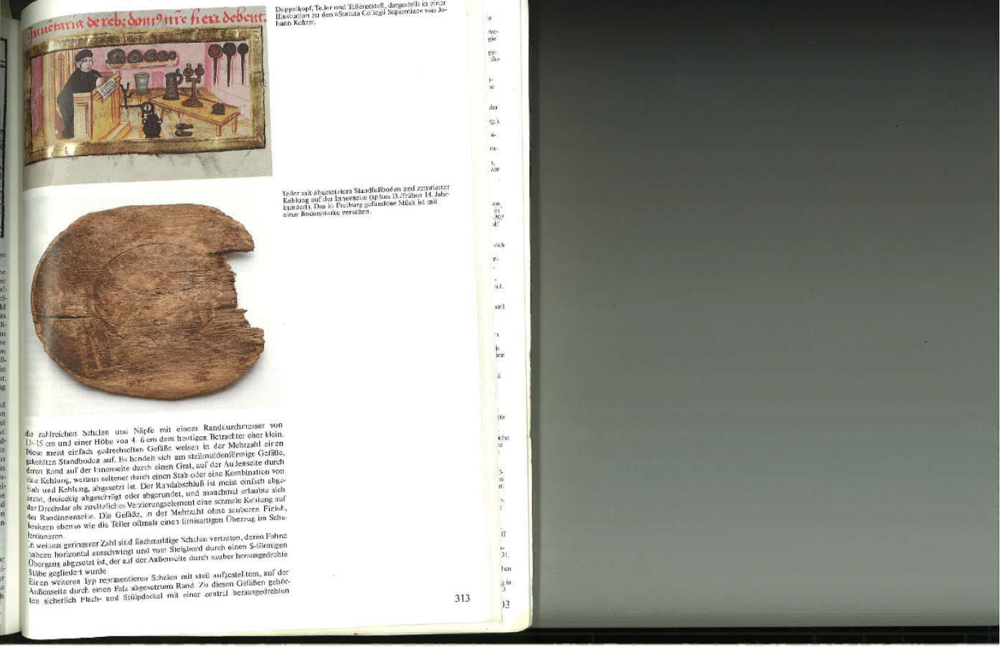 de reb; 
fieri debent.
Doppelkopf, Teller und Tellergestell, dargestellt in einer
Illustration zu den »Statuta Collegii Sapientiae« von Jo-
hann Kehrer.
Teller mit abgesetztem Standfußboden und zentrierter
Kehlung auf der Innenseite (spätes 13./frühes 14. Jahr-
hundert). Das in Freiburg gefundene Stück ist mit
einer Bodenmarke versehen.
die zahlreichen Schalen und Näpfe mit einem Randdurchmesser von
15 cm und einer Höhe von 4–6 cm dem heutigen Betrachter eher klein.
Diese meist einfach gedrechselten Gefäße weisen in der Mehrzahl einen
gekehlten Standboden auf. Es handelt sich um steilmuldenförmige Gefäße,
deren Rand auf der Innenseite durch einen Grat, auf der Außenseite durch
eine Kehlung, weitaus seltener durch einen Stab oder eine Kombination von
Stab und Kehlung, abgesetzt ist. Der Randabschluß ist meist einfach abge-
dreht, dreieckig abgeschrägt oder abgerundet, und manchmal erlaubte sich
der Drechsler als zusätzliches Verzierungselement eine schmale Kehlung auf
der Randinnenseite. Die Gefäße, in der Mehrzahl ohne sauberen Finish,
besitzen ebenso wie die Teller oftmals einen firnisartigen Überzug im Scha-
leninneren.
In weitaus geringerer Zahl sind flachmuldige Schalen vertreten, deren Fahne
nahezu horizontal ausschwingt und vom Steigbord durch einen S-förmigen
Übergang abgesetzt ist, der auf der Außenseite durch sauber herausgedrehte
Stäbe gegliedert wurde.
Einen weiteren Typ repräsentieren Schalen mit steil aufgestelltem, auf der
Außenseite durch einen Falz abgesetztem Rand. Zu diesen Gefäßen gehör-
ten sicherlich Flach- und Stülpdeckel mit einer zentral herausgedrehten
313